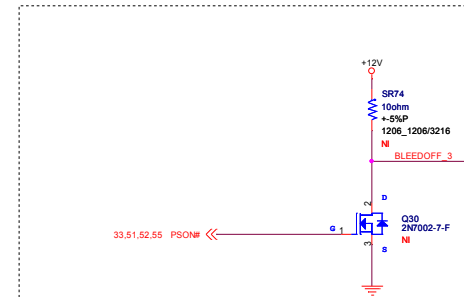 +12V
SR74
10ohm
+-5%P
1206_1206/3216
NI
BLEEDOFF_3
2
D
33,51,52,55 PSON#
G 1
Q30
2N7002-7-F
NI
3
S